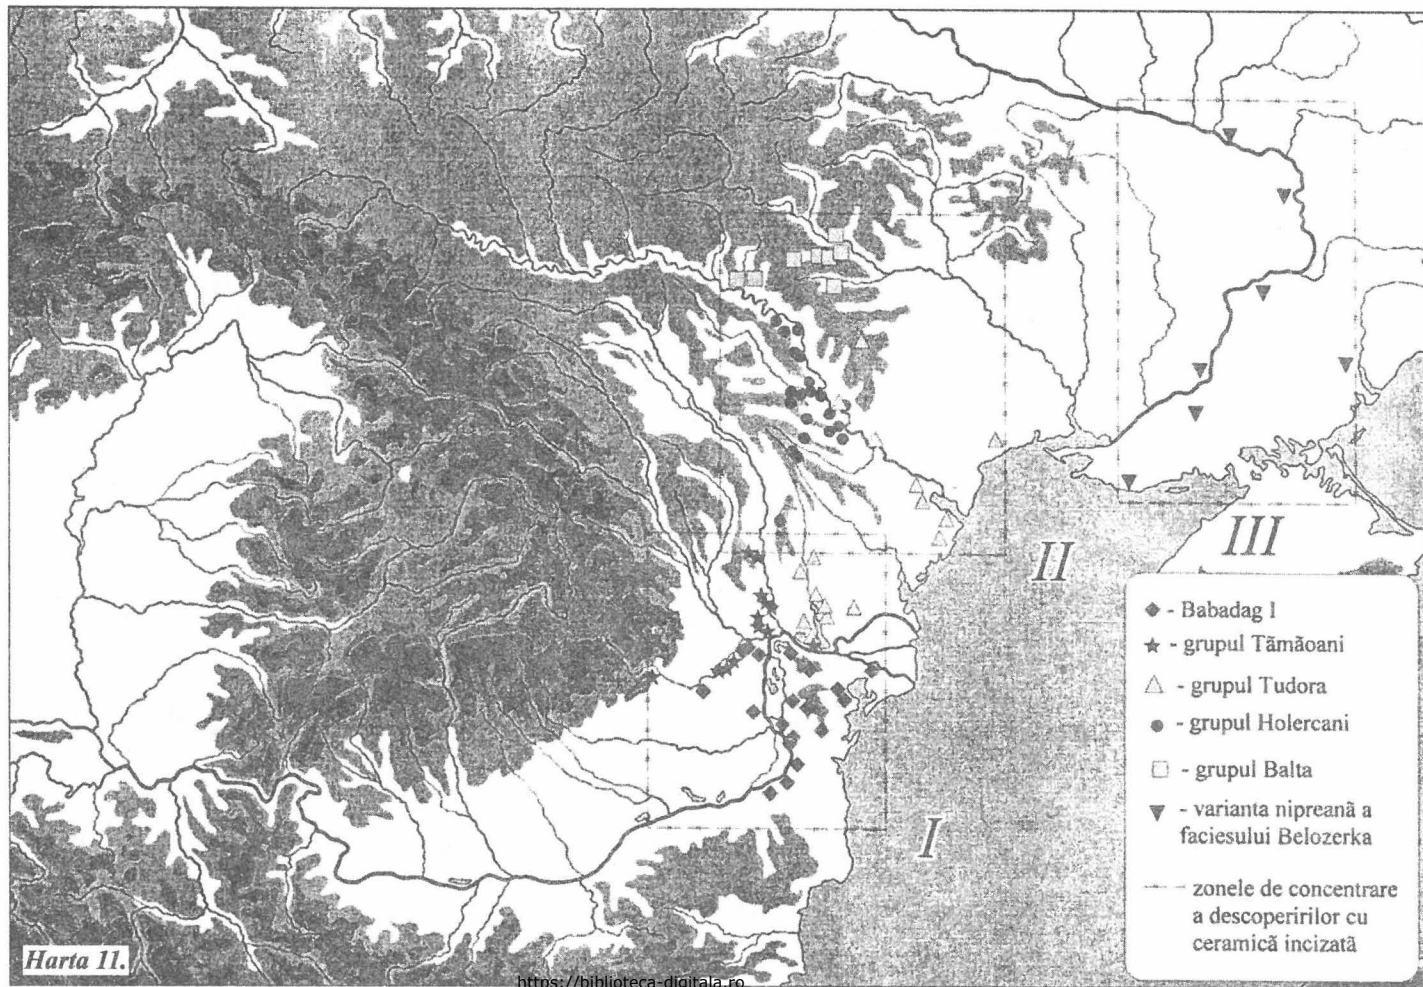 II
III
I
- Babadag I
- grupul Tămăoani
- grupul Tudora
- grupul Holercani
- grupul Balta
- varianta nipreană a
faciesului Belozerka
zonele de concentrare
a descoperirilor cu
ceramică incizată
Harta 11.
https://biblioteca-digitala.ro